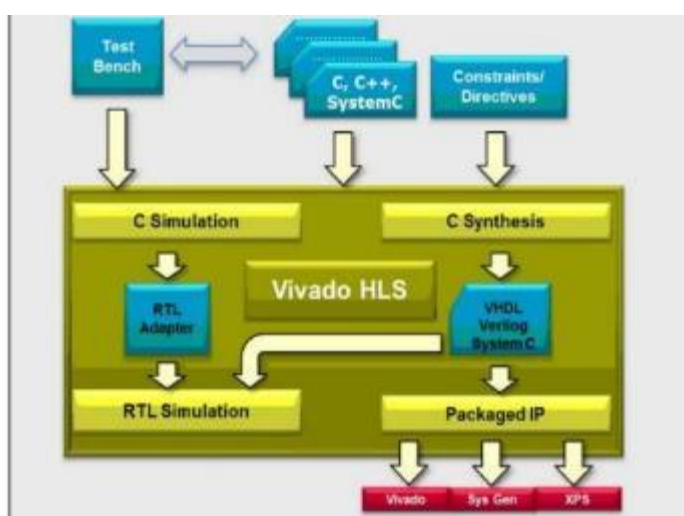 Test
Bench
C, C++,
SystemC
Constraints/
Directives
C Simulation
C Synthesis
Vivado HLS
RTL
Adapter
VHDL
Verilog
System C
RTL Simulation
Packaged IP
Vivado
Sys Gen
XPS